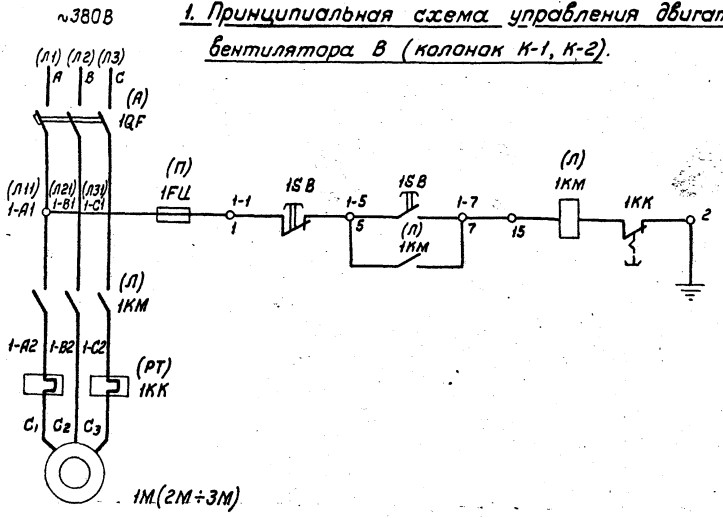 ~380В
1. Принципиальная схема управления двигат
вентилятора В (колонок К-1, К-2).
(Л1) (Л2) (Л3)
А В С
(А)
1QF
(Л11) (Л21) (Л31)
1-А1 1-В1 1-С1
(П)
1FU
1-1
1
1SB
1-5
5
1SB
(Л)
1КМ
1-7
7
15
(Л)
1КМ
1КК
2
(Л)
1КМ
1-А2 1-В2 1-С2
(РТ)
1КК
С1 С2 С3
1М(2М÷3М)